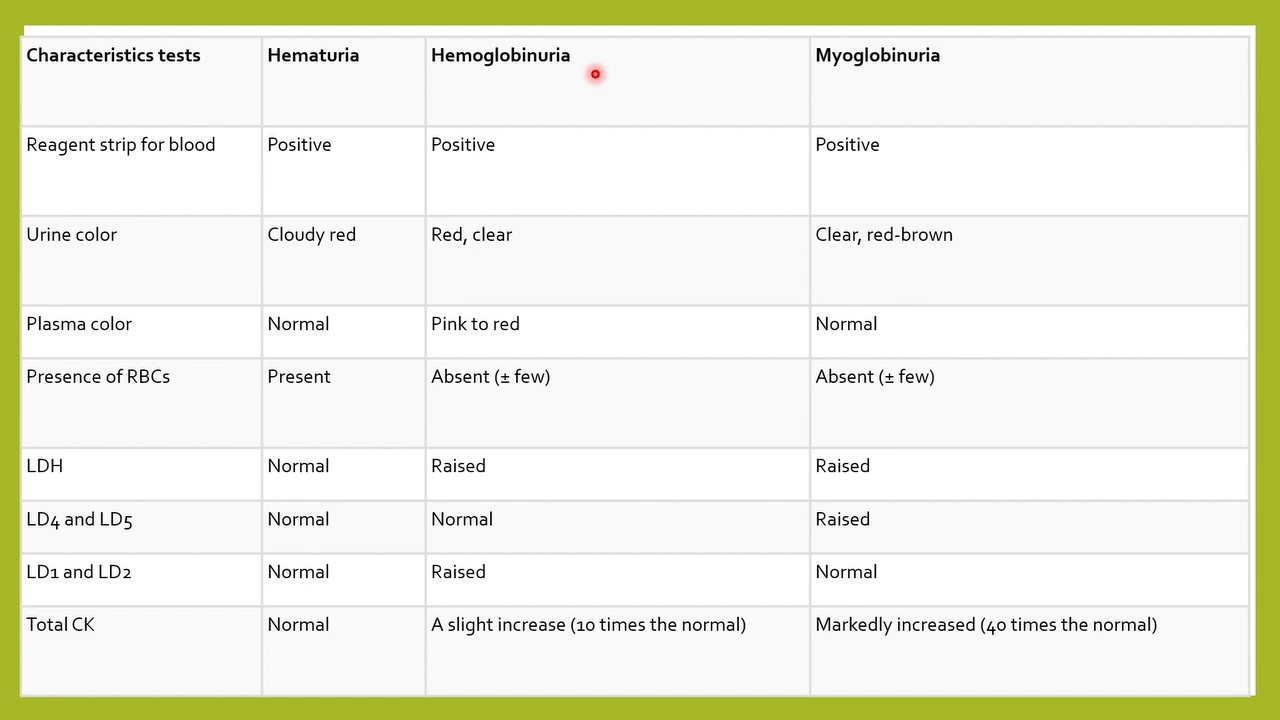 Characteristics tests Hematuria Hemoglobinuria Myoglobinuria
Reagent strip for blood Positive Positive Positive
Urine color Cloudy red Red, clear Clear, red-brown
Plasma color Normal Pink to red Normal
Presence of RBCs Present Absent (± few) Absent (± few)
LDH Normal Raised Raised
LD4 and LD5 Normal Normal Raised
LD1 and LD2 Normal Raised Normal
Total CK Normal A slight increase (10 times the normal) Markedly increased (40 times the normal)